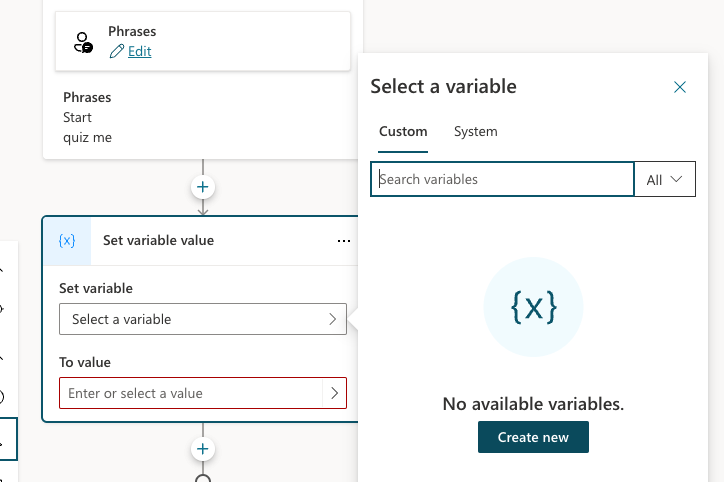 Phrases
Edit
Phrases
Start
quiz me
{x} Set variable value ...
Set variable
Select a variable
To value
Enter or select a value
Select a variable
Custom System
Search variables All
{x}
No available variables.
Create new